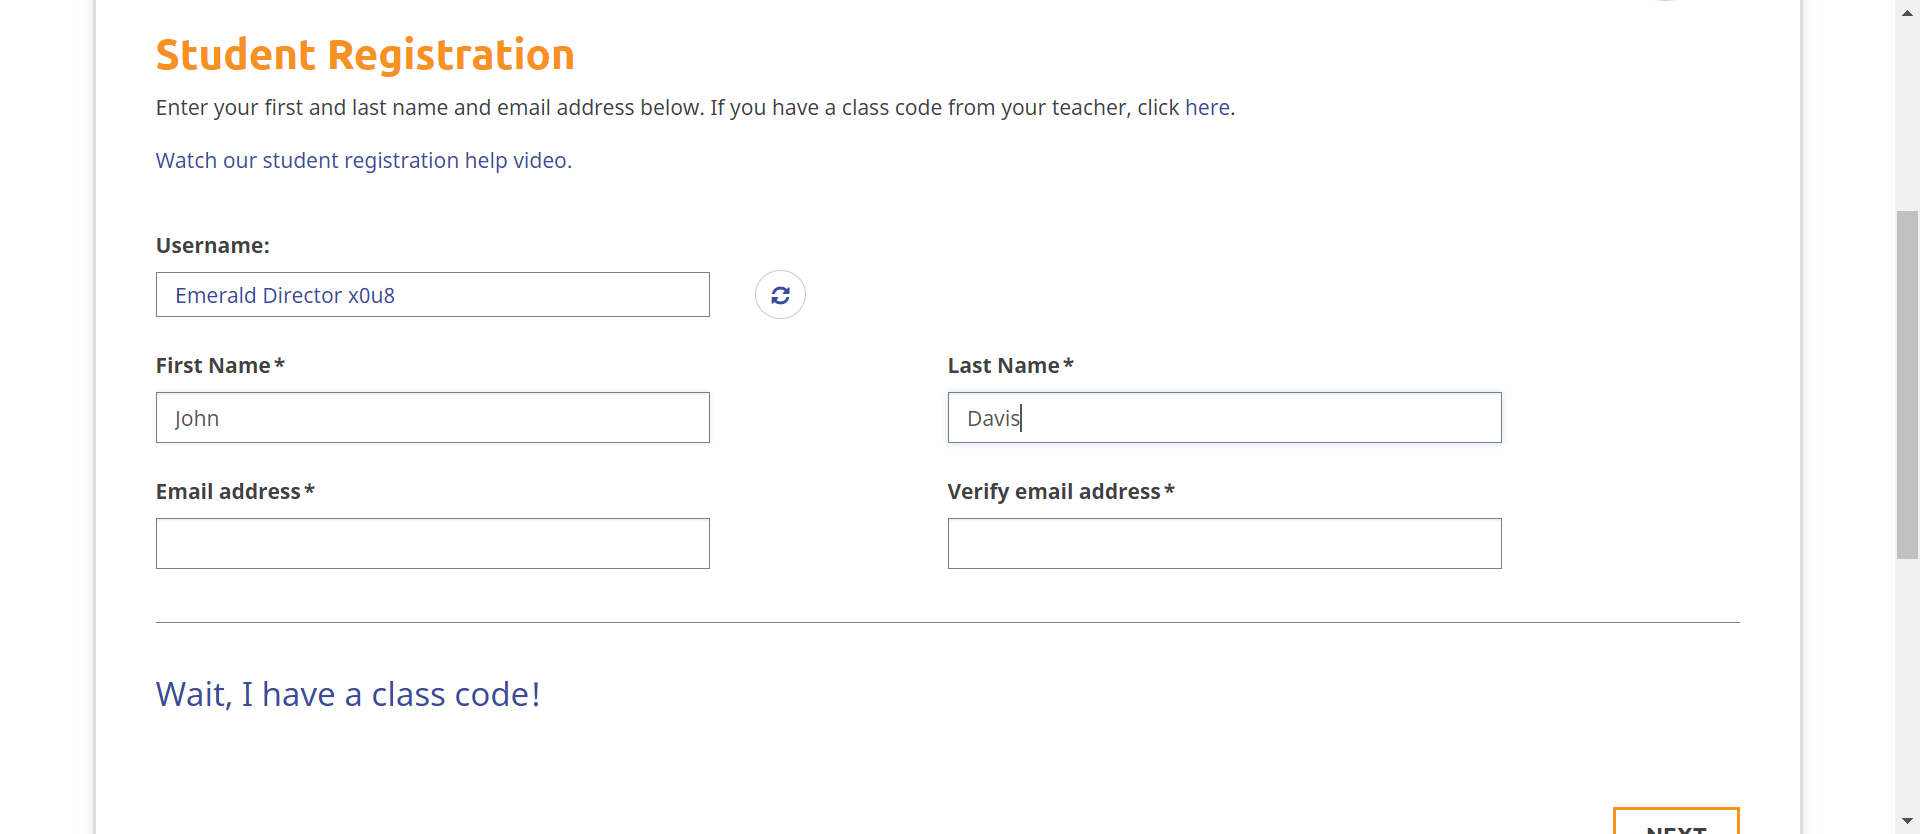 Student Registration
Enter your first and last name and email address below. If you have a class code from your teacher, click here.
Watch our student registration help video.
Username:
Emerald Director x0u8
First Name*
Last Name*
John
Davis
Email address*
Verify email address*
Wait, I have a class code!
NEXT